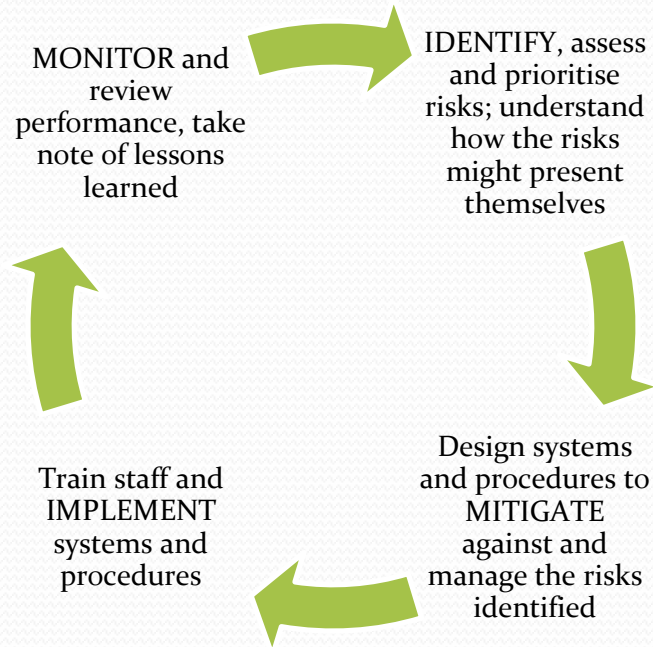 MONITOR and
review
performance, take
note of lessons
learned
IDENTIFY, assess
and prioritise
risks; understand
how the risks
might present
themselves
Design systems
and procedures to
MITIGATE
against and
manage the risks
identified
Train staff and
IMPLEMENT
systems and
procedures